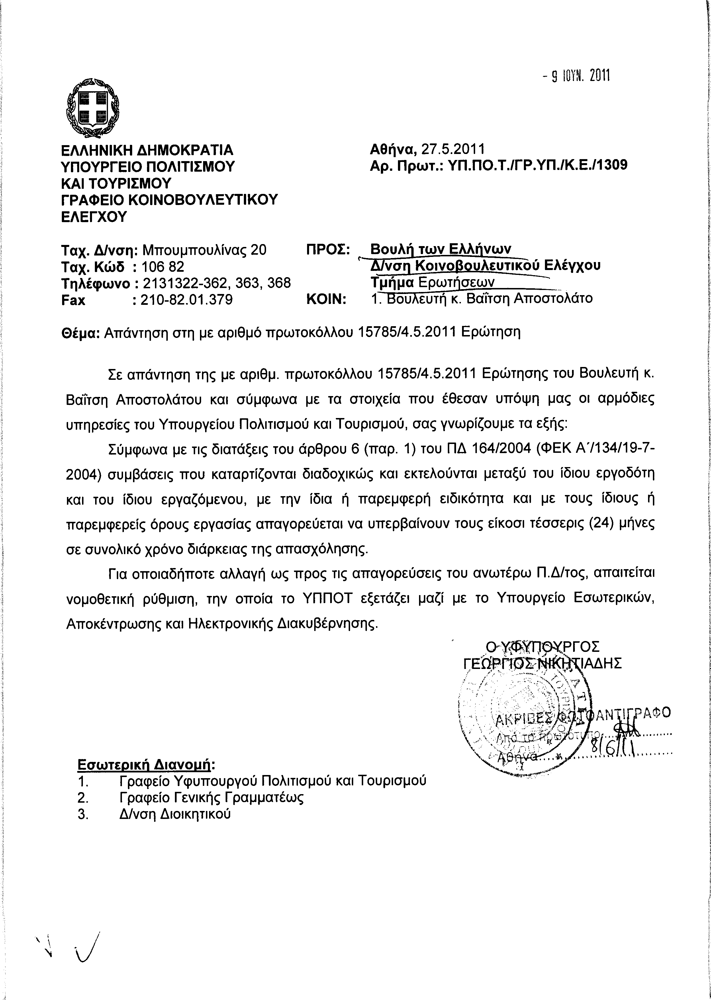 - 9 ΙΟΥΝ. 2011
ΕΛΛΗΝΙΚΗ ΔΗΜΟΚΡΑΤΙΑ
ΥΠΟΥΡΓΕΙΟ ΠΟΛΙΤΙΣΜΟΥ
ΚΑΙ ΤΟΥΡΙΣΜΟΥ
ΓΡΑΦΕΙΟ ΚΟΙΝΟΒΟΥΛΕΥΤΙΚΟΥ
ΕΛΕΓΧΟΥ
Αθήνα, 27.5.2011
Αρ. Πρωτ.: ΥΠ.ΠΟ.Τ./ΓΡ.ΥΠ./Κ.Ε./1309
Ταχ. Δ/νση: Μπουμπουλίνας 20
Ταχ. Κώδ : 106 82
Τηλέφωνο : 2131322-362, 363, 368
Fax : 210-82.01.379
ΠΡΟΣ: Βουλή των Ελλήνων
Δ/νση Κοινοβουλευτικού Ελέγχου
Τμήμα Ερωτήσεων
ΚΟΙΝ: 1. Βουλευτή κ. Βαΐτση Αποστολάτο
Θέμα: Απάντηση στη με αριθμό πρωτοκόλλου 15785/4.5.2011 Ερώτηση
Σε απάντηση της με αριθμ. πρωτοκόλλου 15785/4.5.2011 Ερώτησης του Βουλευτή κ.
Βαΐτση Αποστολάτου και σύμφωνα με τα στοιχεία που έθεσαν υπόψη μας οι αρμόδιες
υπηρεσίες του Υπουργείου Πολιτισμού και Τουρισμού, σας γνωρίζουμε τα εξής:
Σύμφωνα με τις διατάξεις του άρθρου 6 (παρ. 1) του ΠΔ 164/2004 (ΦΕΚ Α΄/134/19-7-
2004) συμβάσεις που καταρτίζονται διαδοχικώς και εκτελούνται μεταξύ του ίδιου εργοδότη
και του ίδιου εργαζόμενου, με την ίδια ή παρεμφερή ειδικότητα και με τους ίδιους ή
παρεμφερείς όρους εργασίας απαγορεύεται να υπερβαίνουν τους είκοσι τέσσερις (24) μήνες
σε συνολικό χρόνο διάρκειας της απασχόλησης.
Για οποιαδήποτε αλλαγή ως προς τις απαγορεύσεις του ανωτέρω Π.Δ/τος, απαιτείται
νομοθετική ρύθμιση, την οποία το ΥΠΠΟΤ εξετάζει μαζί με το Υπουργείο Εσωτερικών,
Αποκέντρωσης και Ηλεκτρονικής Διακυβέρνησης.
Ο ΥΦΥΠΟΥΡΓΟΣ
ΓΕΩΡΓΙΟΣ ΝΙΚΗΤΙΑΔΗΣ
ΑΚΡΙΒΕΣ ΦΩΤΟΑΝΤΙΓΡΑΦΟ
Από το πρωτότυπο
Αθήνα 8/6/11
Εσωτερική Διανομή:
1. Γραφείο Υφυπουργού Πολιτισμού και Τουρισμού
2. Γραφείο Γενικής Γραμματέως
3. Δ/νση Διοικητικού